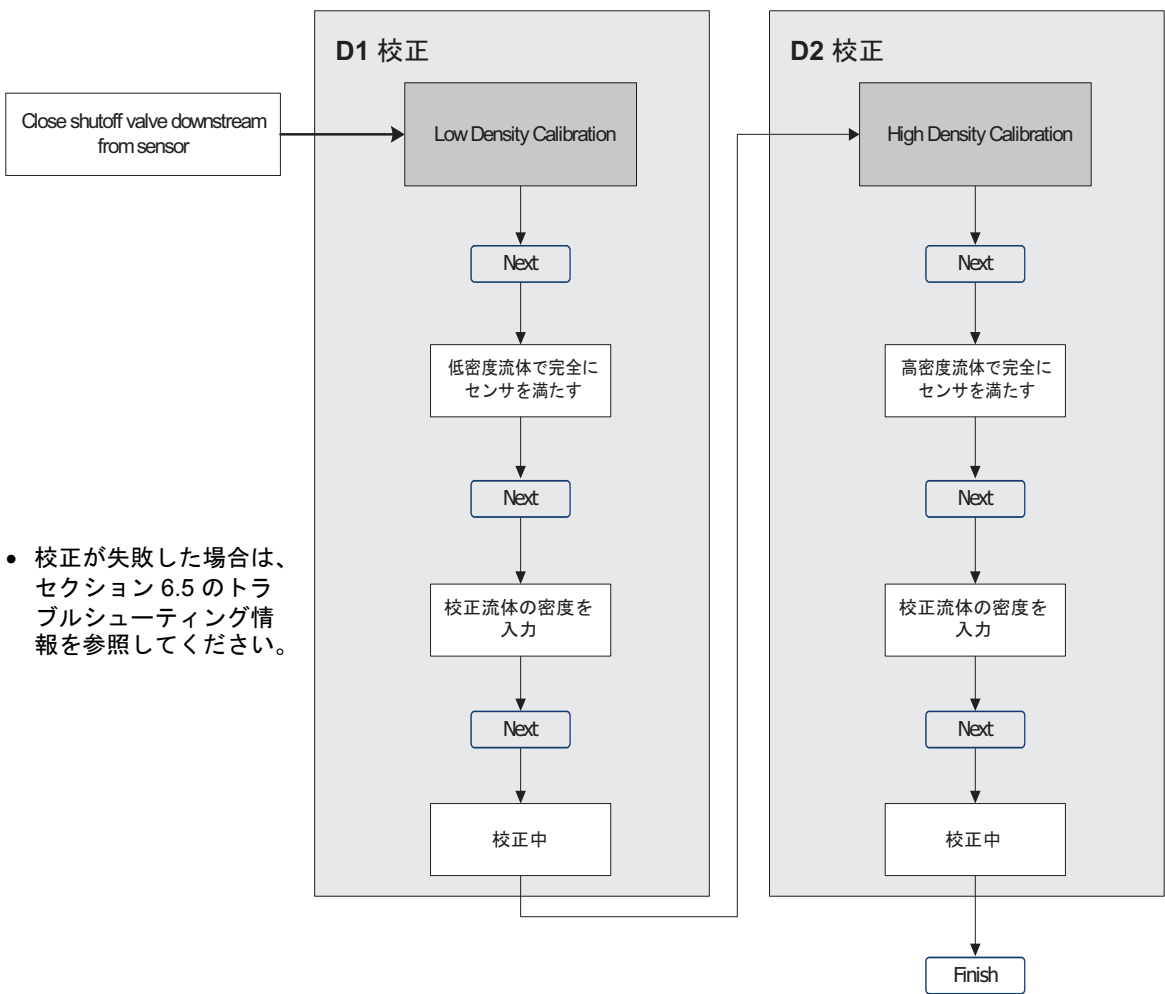 D1 校正
Close shutoff valve downstream
from sensor
Low Density Calibration
Next
低密度流体で完全に
センサを満たす
Next
校正流体の密度を
入力
Next
校正中
D2 校正
High Density Calibration
Next
高密度流体で完全に
センサを満たす
Next
校正流体の密度を
入力
Next
校正中
Finish
• 校正が失敗した場合は、
セクション 6.5 のトラ
ブルシューティング情
報を参照してください。